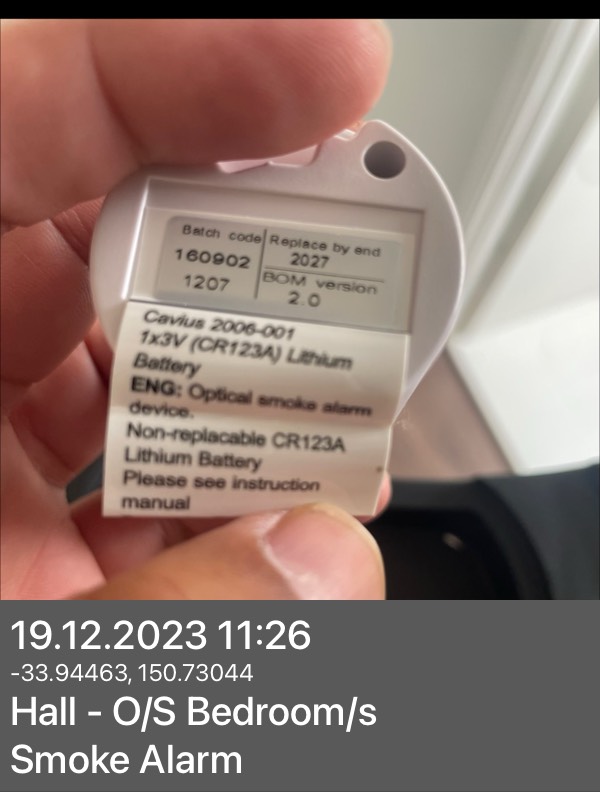 Batch code
160902
1207
Replace by end
2027
BOM version
2.0
Cavius 2006-001
1x3V (CR123A) Lithium
Battery
ENG: Optical smoke alarm
device.
Non-replacable CR123A
Lithium Battery
Please see instruction
manual
19.12.2023 11:26
-33.94463, 150.73044
Hall - O/S Bedroom/s
Smoke Alarm